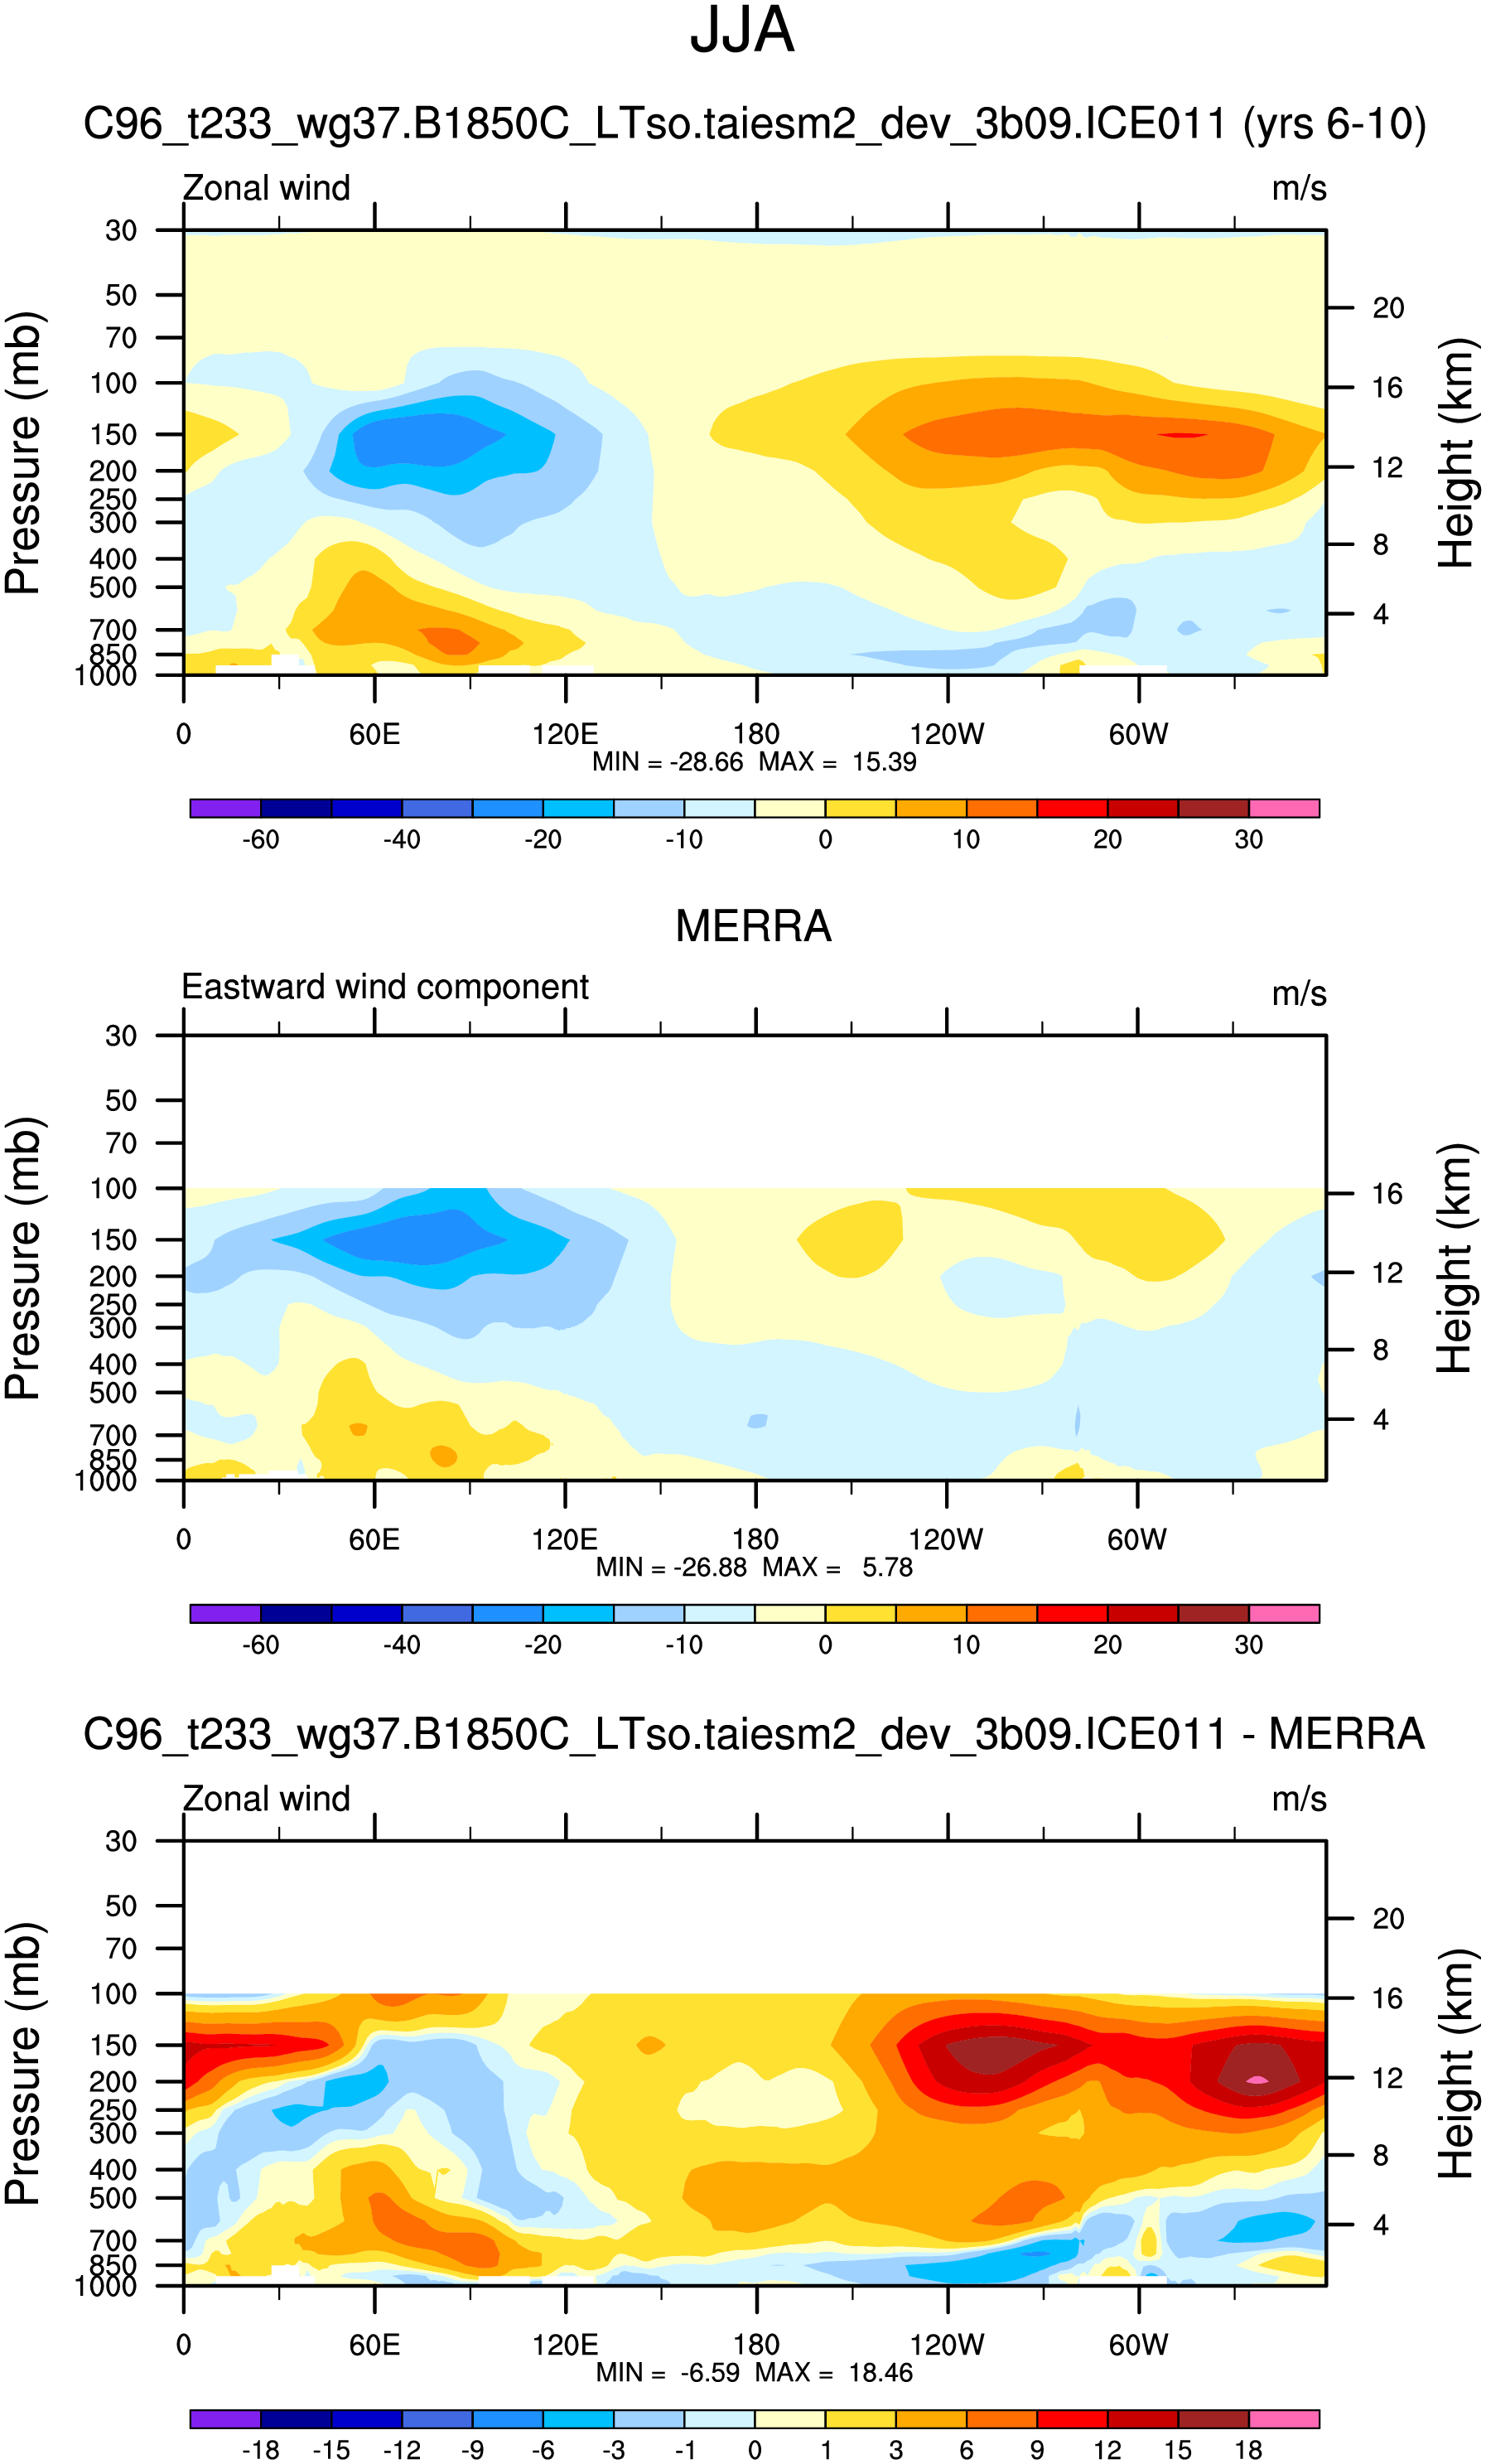 JJA
C96_t233_wg37.B1850C_LTso.taiesm2_dev_3b09.ICE011 (yrs 6-10)
Zonal wind m/s
Pressure (mb)
30
50
70
100
150
200
250
300
400
500
700
850
1000
Height (km)
20
16
12
8
4
0 60E 120E 180 120W 60W
MIN = -28.66 MAX = 15.39
-60 -40 -20 -10 0 10 20 30
MERRA
Eastward wind component m/s
Pressure (mb)
30
50
70
100
150
200
250
300
400
500
700
850
1000
Height (km)
16
12
8
4
0 60E 120E 180 120W 60W
MIN = -26.88 MAX = 5.78
-60 -40 -20 -10 0 10 20 30
C96_t233_wg37.B1850C_LTso.taiesm2_dev_3b09.ICE011 - MERRA
Zonal wind m/s
Pressure (mb)
30
50
70
100
150
200
250
300
400
500
700
850
1000
Height (km)
20
16
12
8
4
0 60E 120E 180 120W 60W
MIN = -6.59 MAX = 18.46
-18 -15 -12 -9 -6 -3 -1 0 1 3 6 9 12 15 18